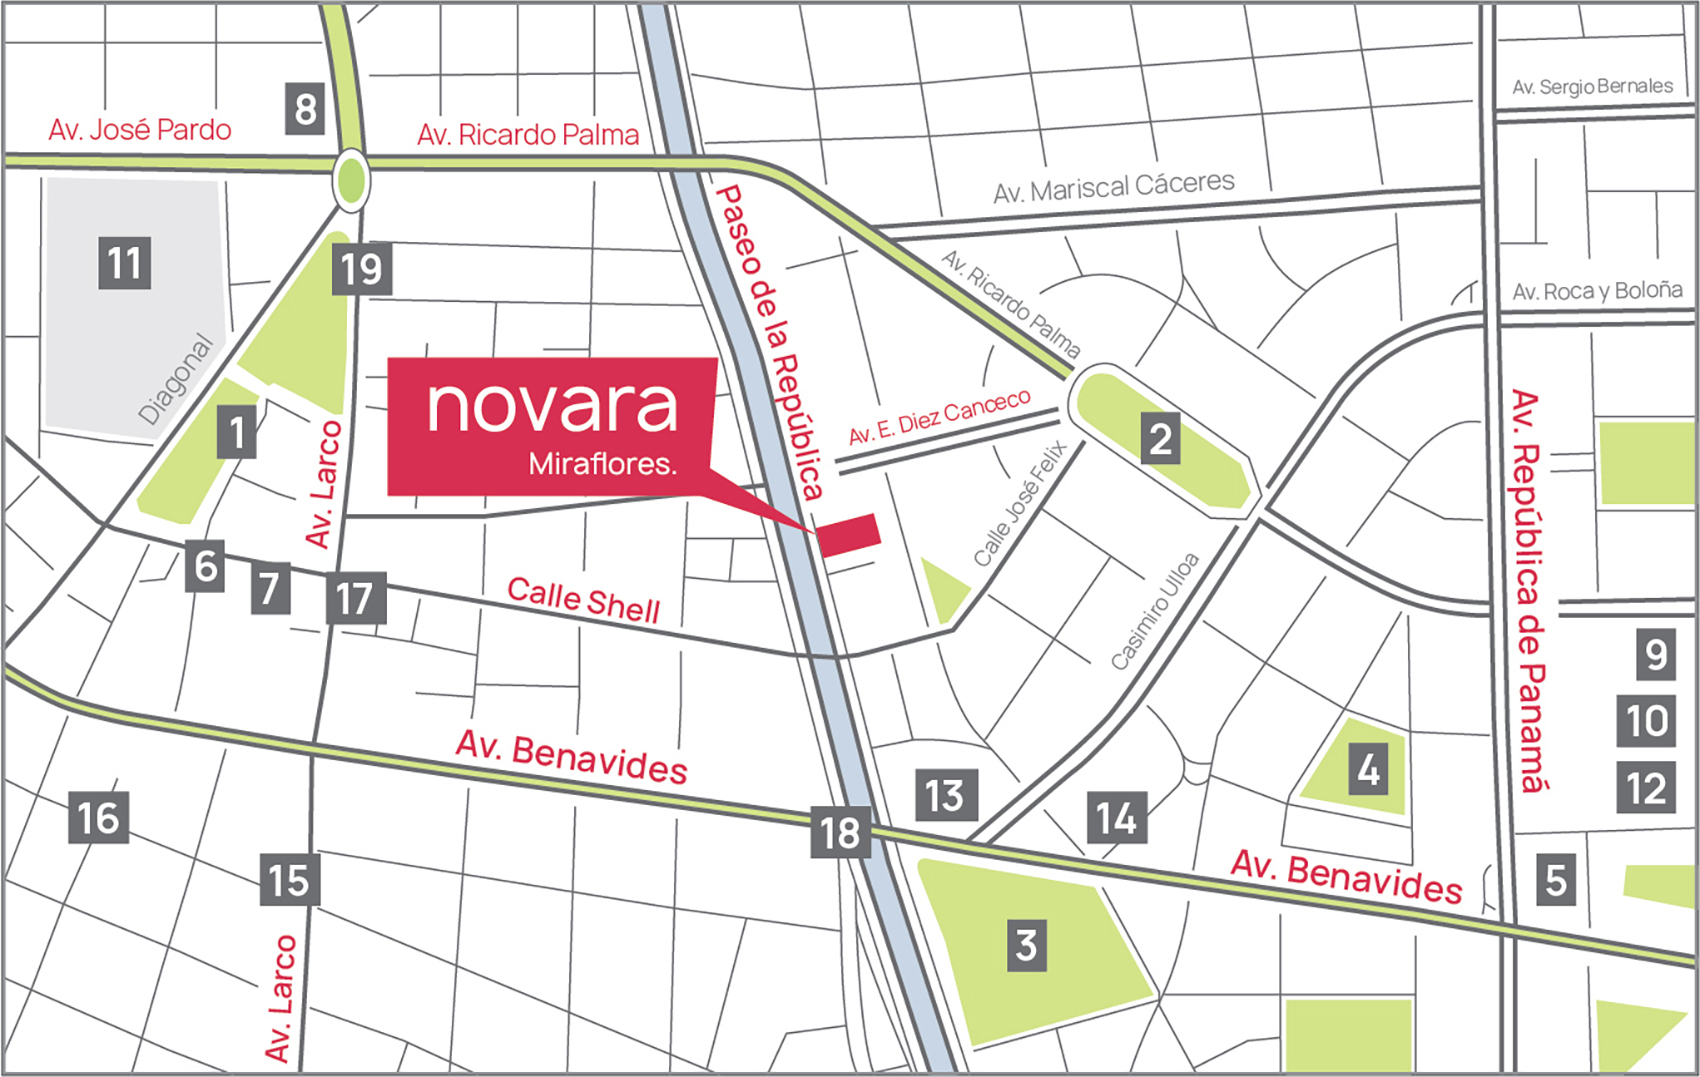 Av. Sergio Bernales
8
Av. José Pardo
Av. Ricardo Palma
Av. Mariscal Cáceres
Paseo de la República
11
19
Av. Ricardo Palma
Av. Roca y Boloña
Diagonal
novara
Miraflores.
Av. E. Diez Canceco
2
1
Av. Larco
Calle José Felix
Av. República de Panamá
6
7
17
Calle Shell
Casimiro Ulloa
9
10
12
Av. Benavides
4
13
14
16
18
15
Av. Benavides
5
3
Av. Larco